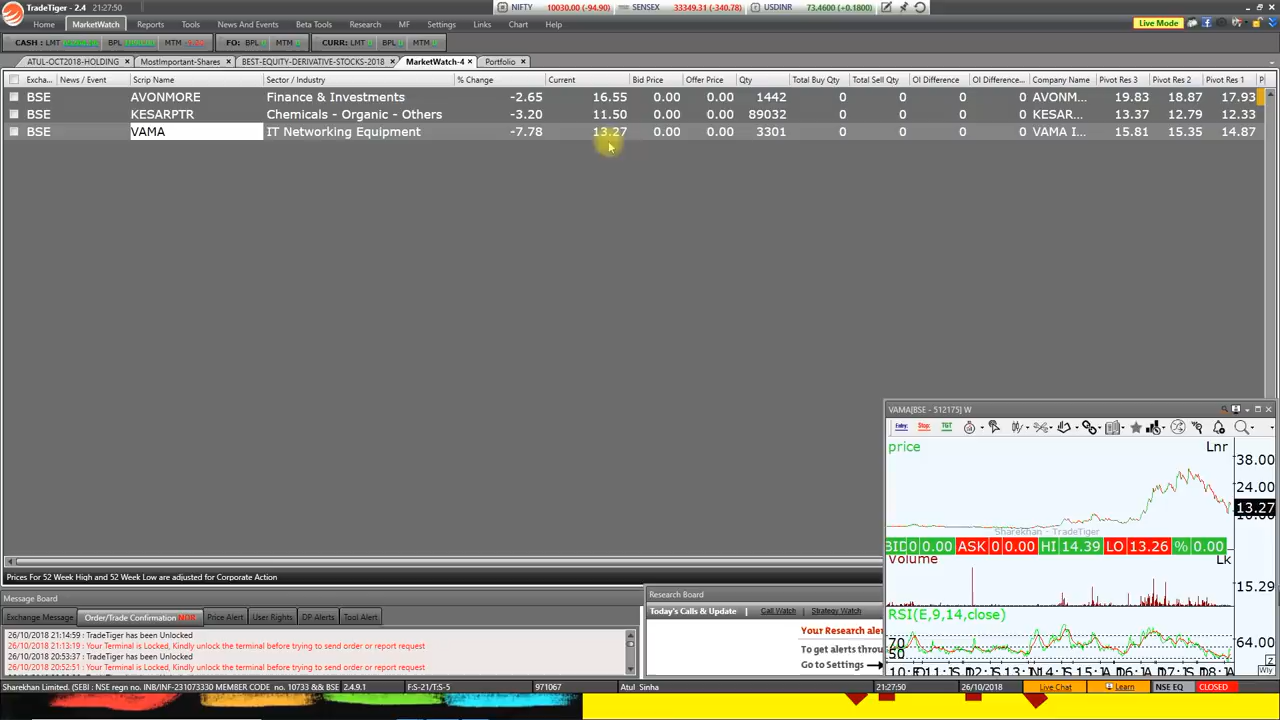 TradeTiger - 2.4 21:27:50 NIFTY 10030.00 (-94.90) SENSEX 33349.31 (-340.78) USDINR 73.4600 (+0.1800)
Home MarketWatch Reports Tools News And Events Beta Tools Research MF Settings Links Chart Help Live Mode
CASH : LMT BPL MTM FO: BPL MTM CURR: LMT BPL MTM
ATUL-OCT2018-HOLDING MostImportant-Shares BEST-EQUITY-DERIVATIVE-STOCKS-2018 MarketWatch-4 Portfolio
Excha... News / Event Scrip Name Sector / Industry % Change Current Bid Price Offer Price Qty Total Buy Qty Total Sell Qty OI Difference OI Difference... Company Name Pivot Res 3 Pivot Res 2 Pivot Res 1 P
BSE AVONMORE Finance & Investments -2.65 16.55 0.00 0.00 1442 0 0 0 0 AVONM... 19.83 18.87 17.93
BSE KESARPTR Chemicals - Organic - Others -3.20 11.50 0.00 0.00 89032 0 0 0 0 KESAR... 13.37 12.79 12.33
BSE VAMA IT Networking Equipment -7.78 13.27 0.00 0.00 3301 0 0 0 0 VAMA I... 15.81 15.35 14.87
VAMA[BSE - 512175] W
Entry Stop TGT
price Lnr
38.00
24.00
13.27
Sharekhan - TradeTiger
BID 0 0.00 ASK 0 0.00 HI 14.39 LO 13.26 % 0.00
Volume Lk
15.29
RSI(E,9,14,close)
70
50
64.00
Wly
Prices For 52 Week High and 52 Week Low are adjusted for Corporate Action
Message Board
Exchange Message Order/Trade Confirmation NOR Price Alert User Rights DP Alerts Tool Alert
26/10/2018 21:14:59 : TradeTiger has been Unlocked
26/10/2018 21:13:19 : Your Terminal is Locked, Kindly unlock the terminal before trying to send order or report request
26/10/2018 20:53:37 : TradeTiger has been Unlocked
26/10/2018 20:52:51 : Your Terminal is Locked, Kindly unlock the terminal before trying to send order or report request
Research Board
Today's Calls & Update Call Watch Strategy Watch
Your Research aler
To get alerts throu
Go to Settings
Sharekhan Limited. (SEBI : NSE regn no. INB/INF-231073330 MEMBER CODE no. 10733 && BSE 2.4.9.1 F:S-21/T:S-5 971067 Atul Sinha 21:27:50 26/10/2018 Live Chat Learn NSE EQ CLOSED